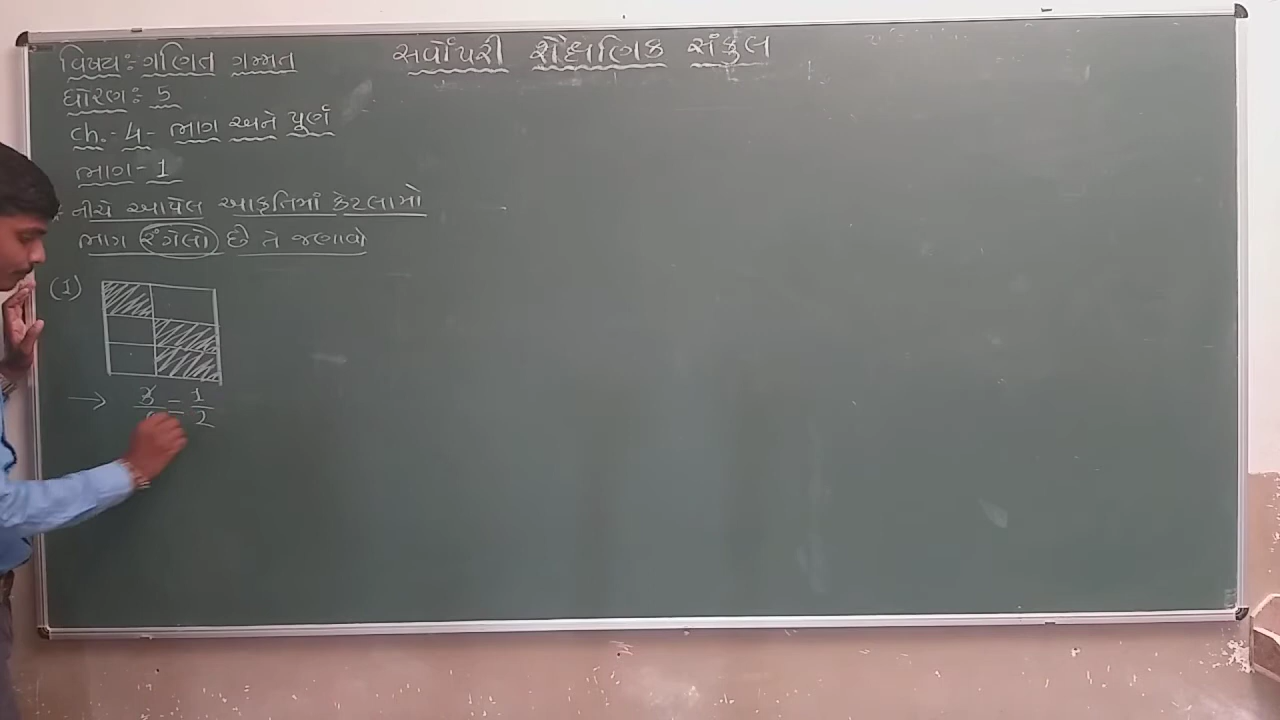 સર્વોપરી શૈક્ષણિક સંકુલ
વિષય:- ગણિત ગમ્મત
ધોરણ:- 5
ch.- 4- ભાગ અને પૂર્ણ
ભાગ- 1
નીચે આપેલ આકૃતિમાં કેટલામો
ભાગ રંગેલો છે તે જણાવો
(1)
→ 3 = 1
2